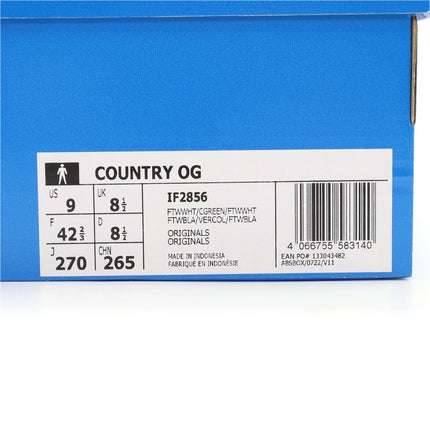 COUNTRY OG
US 9 UK 8½
F 42⅔ D 8½
J 270 CHN 265
IF2856
FTWWHT/CGREEN/FTWWHT
FTWBLA/VERCOL/FTWBLA
ORIGINALS
ORIGINALS
MADE IN INDONESIA
FABRIQUE EN INDONÉSIE
4 066755 583140
EAN PO# 133043482
ABSBOX/0722/V11